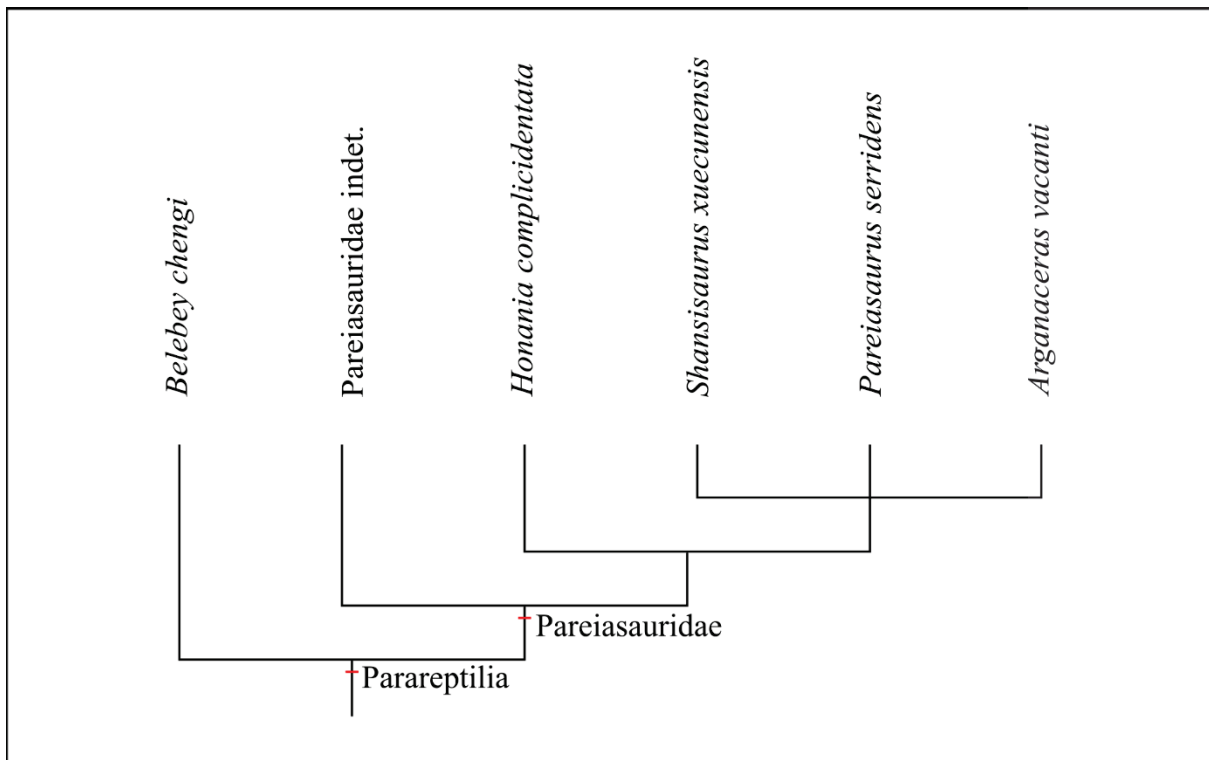 Belebey chengi
Pareiasauridae indet.
Honania complicidentata
Shansisaurus xuecunensis
Pareiasaurus serridens
Arganaceras vacanti
Pareiasauridae
Parareptilia